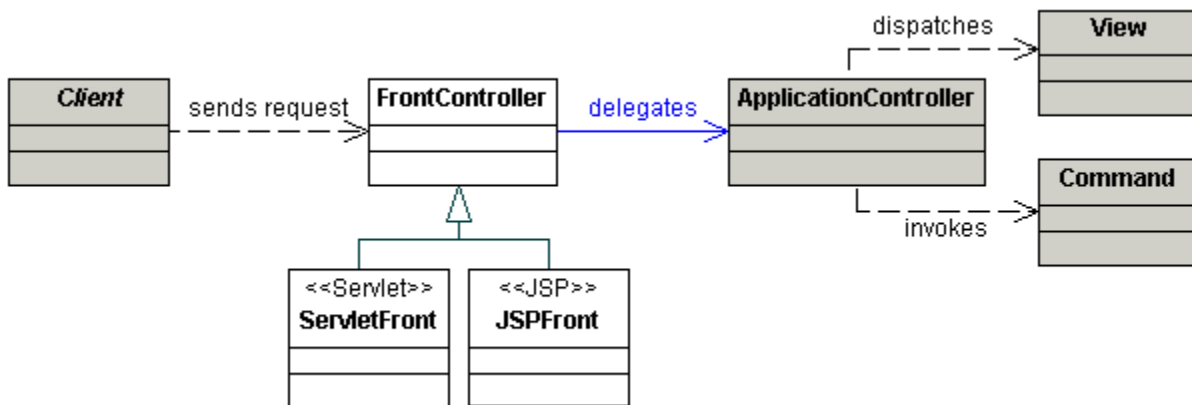 dispatches
View
Client
sends request
FrontController
delegates
ApplicationController
Command
invokes
<<Servlet>>
ServletFront
<<JSP>>
JSPFront